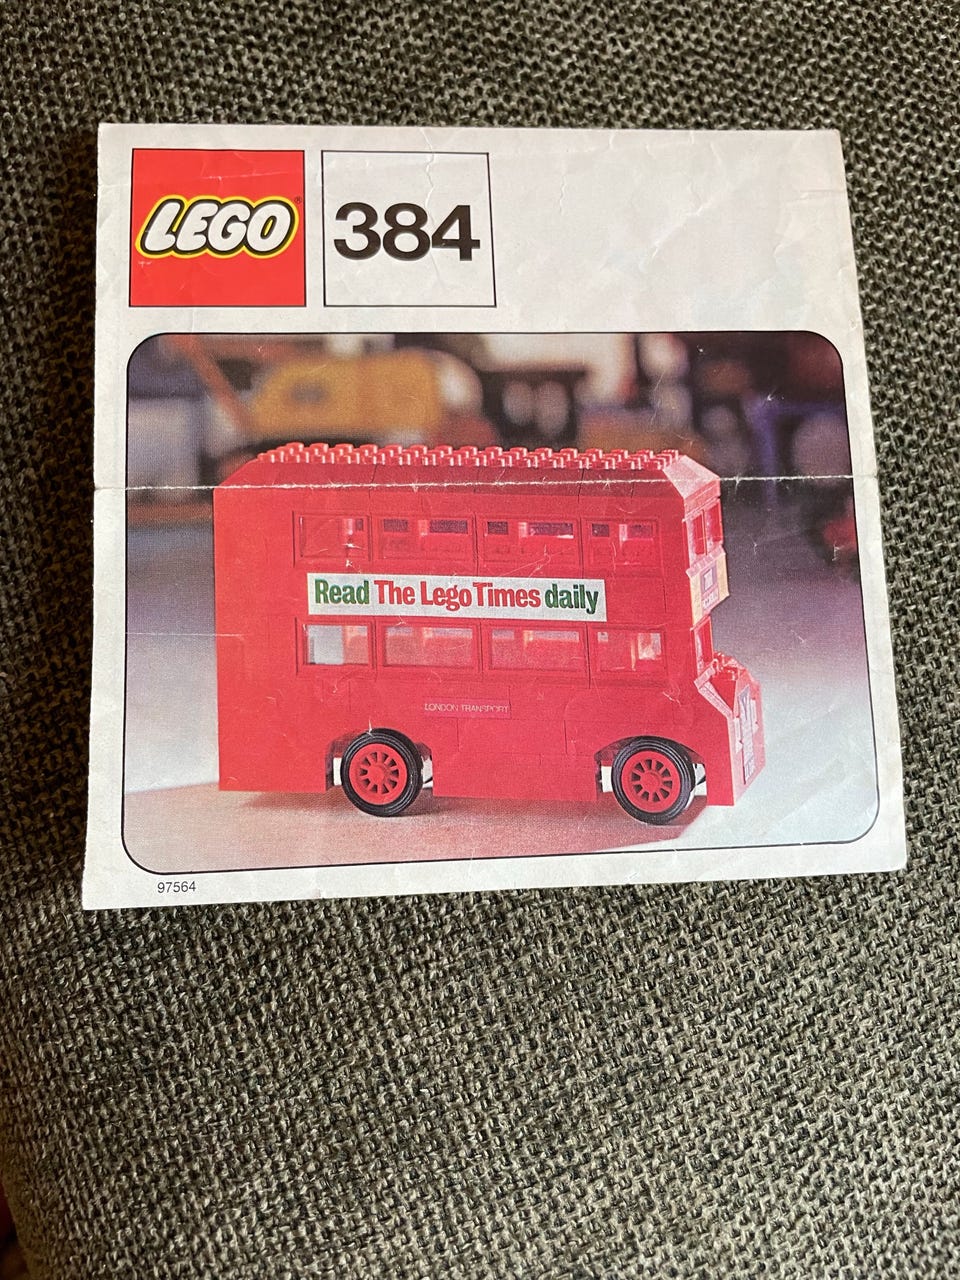 LEGO®
384
Read The Lego Times daily
LONDON TRANSPORT
97564